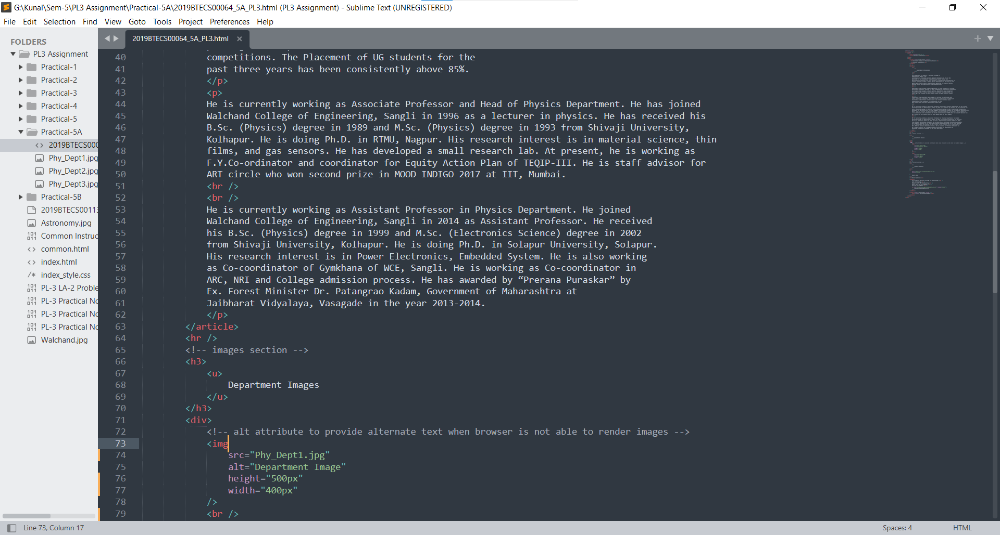 G:\Kunal\Sem-5\PL3 Assignment\Practical-5A\2019BTECS00064_5A_PL3.html (PL3 Assignment) - Sublime Text (UNREGISTERED)
File Edit Selection Find View Goto Tools Project Preferences Help
FOLDERS
PL3 Assignment
Practical-1
Practical-2
Practical-3
Practical-4
Practical-5
Practical-5A
2019BTECS000
Phy_Dept1.jpg
Phy_Dept2.jpg
Phy_Dept3.jpg
Practical-5B
2019BTECS00113
Astronomy.jpg
Common Instruc
common.html
index.html
index_style.css
PL-3 LA-2 Proble
PL-3 Practical No
PL-3 Practical No
PL-3 Practical No
Walchand.jpg
2019BTECS00064_5A_PL3.html
40 competitions. The Placement of UG students for the
41 past three years has been consistently above 85%.
42 </p>
43 <p>
44 He is currently working as Associate Professor and Head of Physics Department. He has joined
45 Walchand College of Engineering, Sangli in 1996 as a lecturer in physics. He has received his
46 B.Sc. (Physics) degree in 1989 and M.Sc. (Physics) degree in 1993 from Shivaji University,
47 Kolhapur. He is doing Ph.D. in RTMU, Nagpur. His research interest is in material science, thin
48 films, and gas sensors. He has developed a small research lab. At present, he is working as
49 F.Y.Co-ordinator and coordinator for Equity Action Plan of TEQIP-III. He is staff advisor for
50 ART circle who won second prize in MOOD INDIGO 2017 at IIT, Mumbai.
51 <br />
52 <br />
53 He is currently working as Assistant Professor in Physics Department. He joined
54 Walchand College of Engineering, Sangli in 2014 as Assistant Professor. He received
55 his B.Sc. (Physics) degree in 1999 and M.Sc. (Electronics Science) degree in 2002
56 from Shivaji University, Kolhapur. He is doing Ph.D. in Solapur University, Solapur.
57 His research interest is in Power Electronics, Embedded System. He is also working
58 as Co-coordinator of Gymkhana of WCE, Sangli. He is working as Co-coordinator in
59 ARC, NRI and College admission process. He has awarded by “Prerana Puraskar” by
60 Ex. Forest Minister Dr. Patangrao Kadam, Government of Maharashtra at
61 Jaibharat Vidyalaya, Vasagade in the year 2013-2014.
62 </p>
63 </article>
64 <hr />
65 <!-- images section -->
66 <h3>
67 <u>
68 Department Images
69 </u>
70 </h3>
71 <div>
72 <!-- alt attribute to provide alternate text when browser is not able to render images -->
73 <img
74 src="Phy_Dept1.jpg"
75 alt="Department Image"
76 height="500px"
77 width="400px"
78 />
79 <br />
Line 73, Column 17
Spaces: 4
HTML